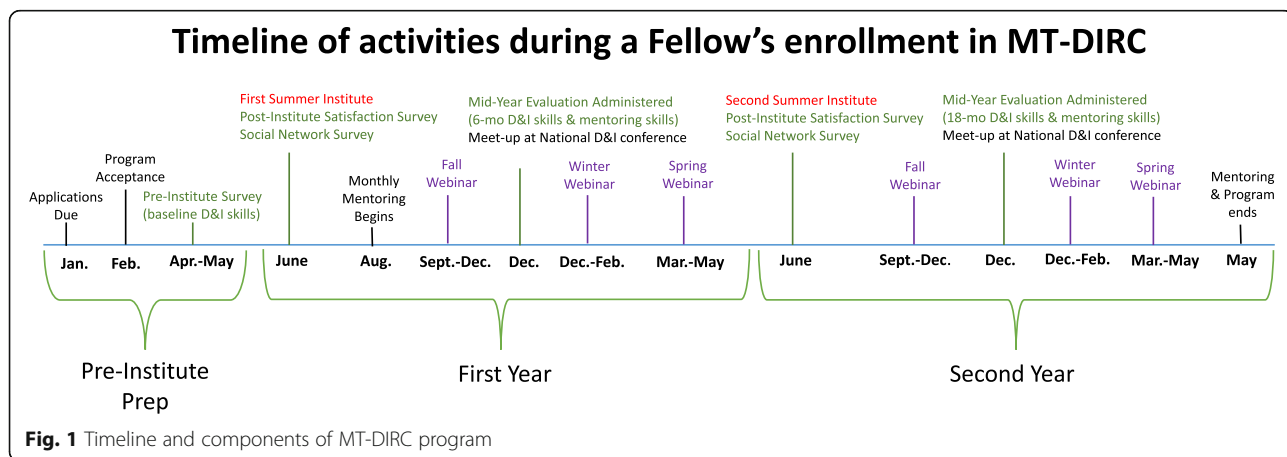 Timeline of activities during a Fellow's enrollment in MT-DIRC
Applications
Due
Program
Acceptance
Pre-Institute Survey
(baseline D&I skills)
First Summer Institute
Post-Institute Satisfaction Survey
Social Network Survey
Monthly
Mentoring
Begins
Fall
Webinar
Mid-Year Evaluation Administered
(6-mo D&I skills & mentoring skills)
Meet-up at National D&I conference
Winter
Webinar
Spring
Webinar
Second Summer Institute
Post-Institute Satisfaction Survey
Social Network Survey
Fall
Webinar
Mid-Year Evaluation Administered
(18-mo D&I skills & mentoring skills)
Meet-up at National D&I conference
Winter
Webinar
Spring
Webinar
Mentoring
& Program
ends
Jan.
Feb.
Apr.-May
June
Aug.
Sept.-Dec.
Dec.
Dec.-Feb.
Mar.-May
June
Sept.-Dec.
Dec.
Dec.-Feb.
Mar.-May
May
Pre-Institute
Prep
First Year
Second Year
Fig. 1 Timeline and components of MT-DIRC program